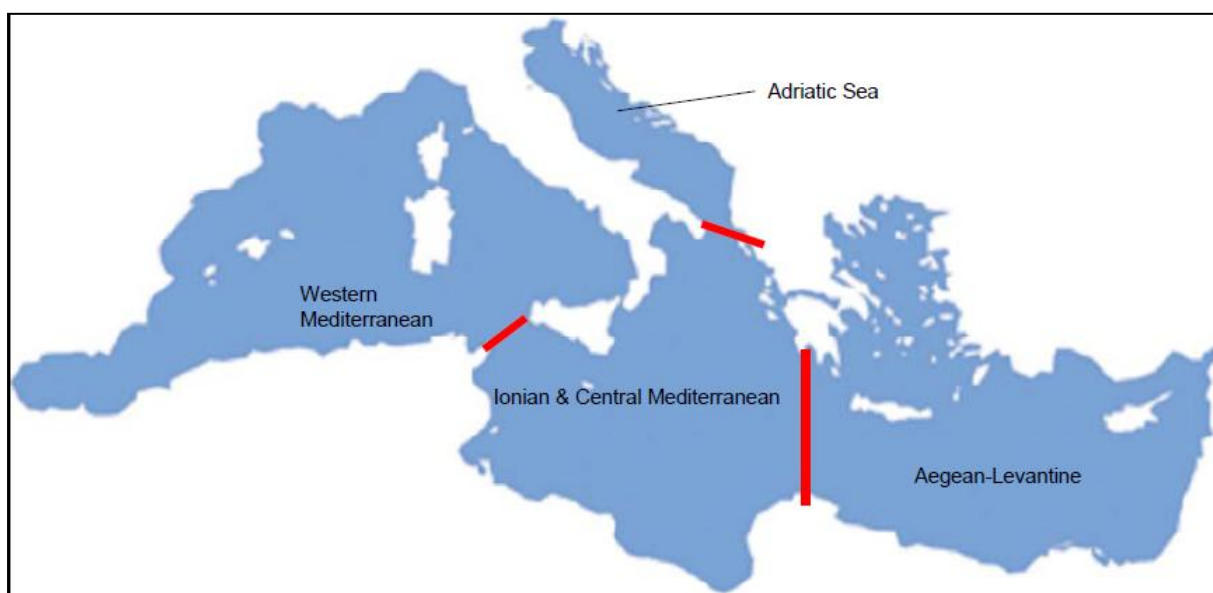 Adriatic Sea
Western
Mediterranean
Ionian & Central Mediterranean
Aegean-Levantine